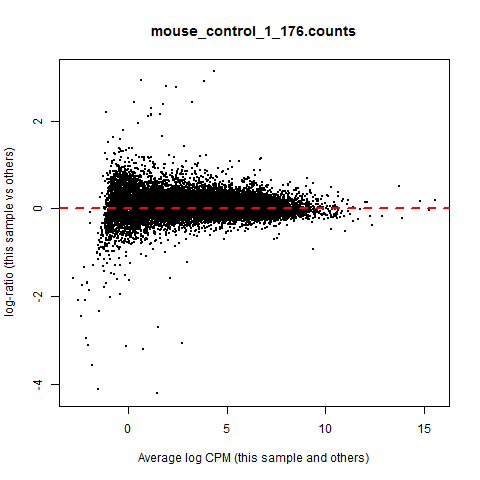 mouse_control_1_176.counts
log-ratio (this sample vs others)
2
0
-2
-4
0 5 10 15
Average log CPM (this sample and others)